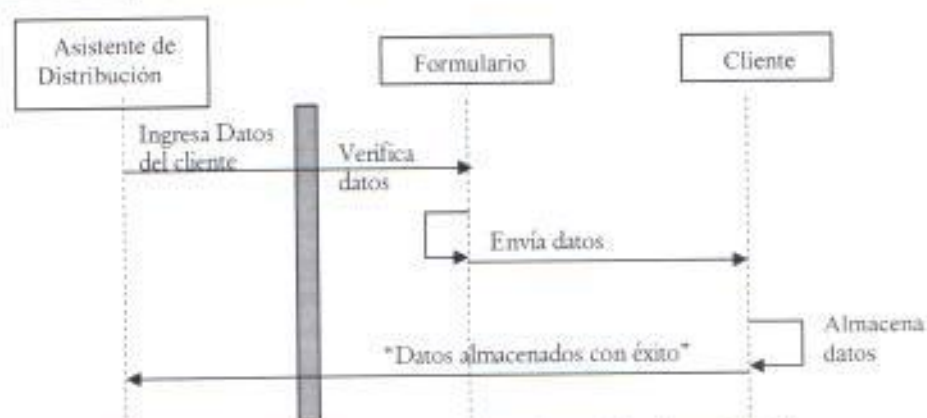 Asistente de
Distribución
Formulario
Cliente
Ingresa Datos
del cliente
Verifica
datos
Envía datos
Almacena
datos
"Datos almacenados con éxito"